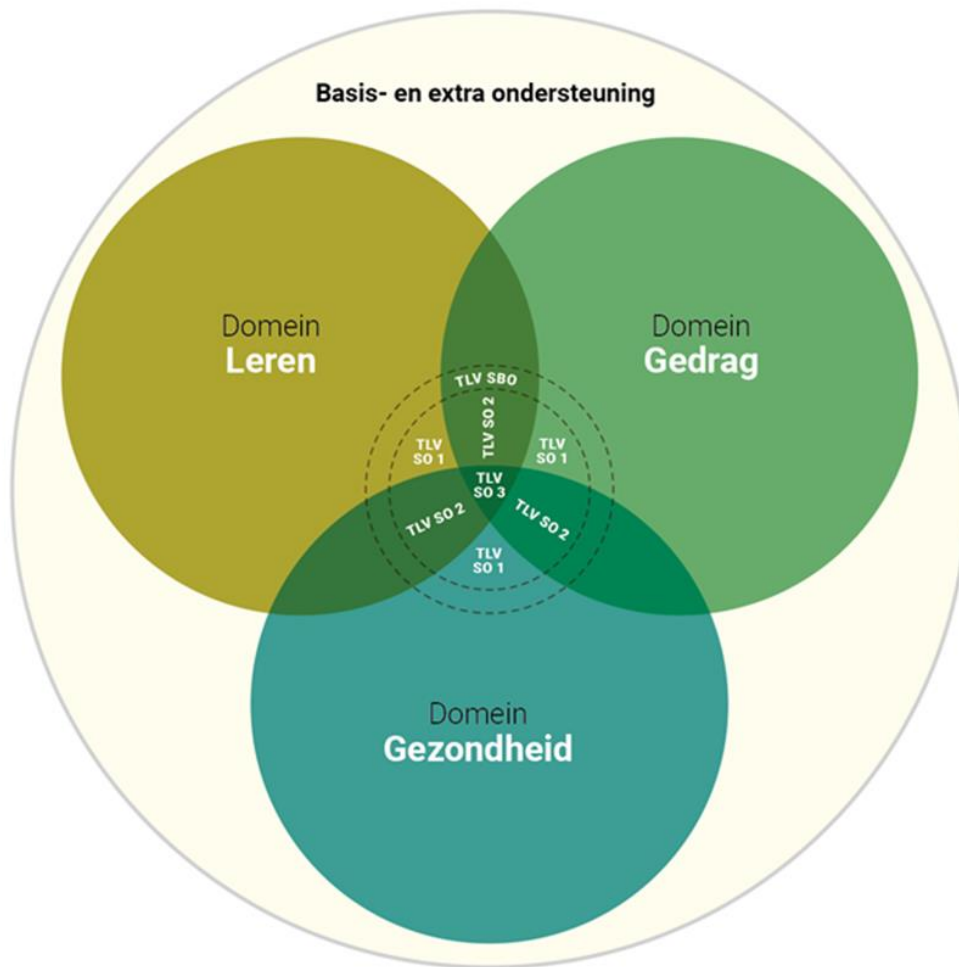 Basis- en extra ondersteuning
Domein
Leren
Domein
Gedrag
TLV SBO
TLV SO 2
TLV
SO 1
TLV
SO 1
TLV
SO 3
TLV SO 2
TLV SO 2
TLV
SO 1
Domein
Gezondheid